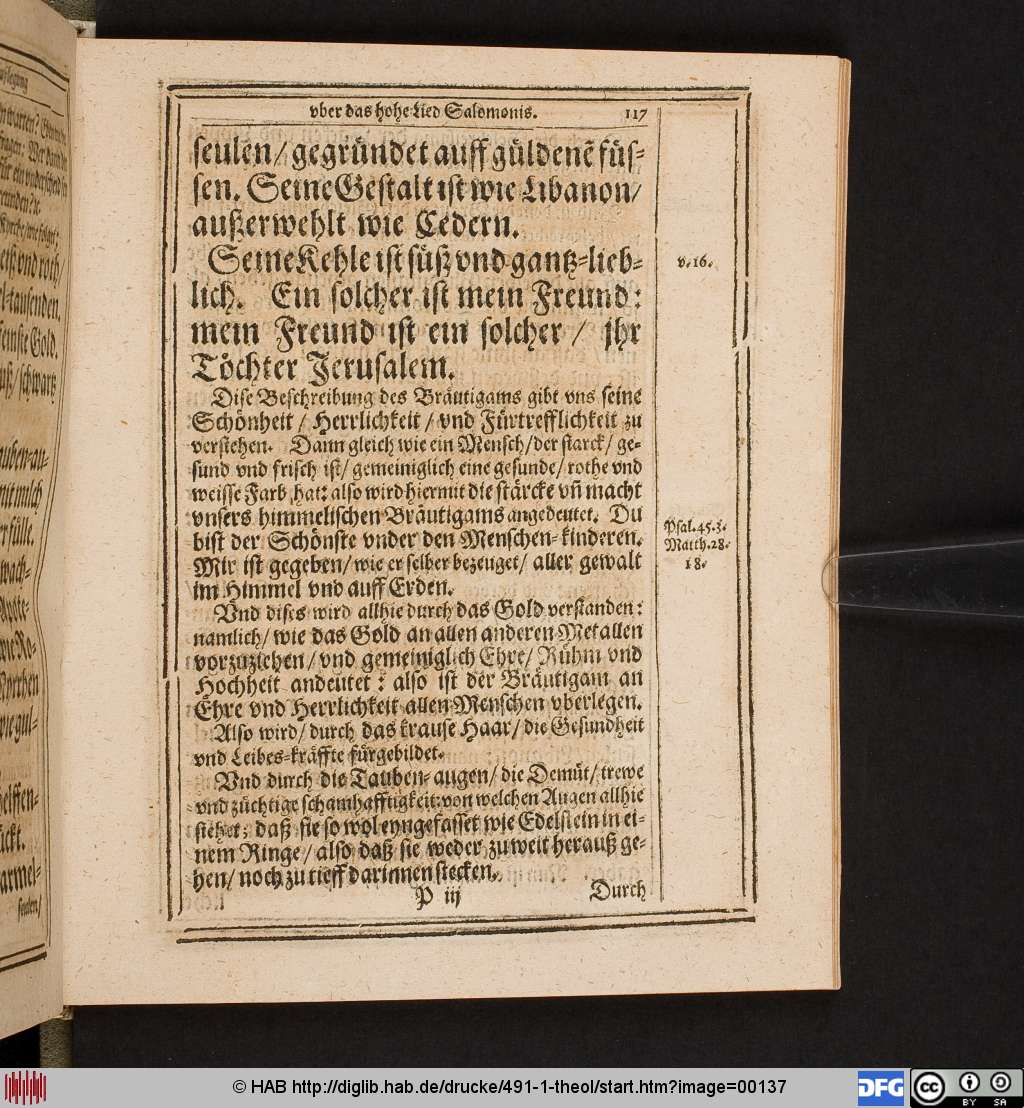 vber das hohe Lied Salomonis. 117
seulen/ gegründet auff güldenẽ füs-
sen. Seine Gestalt ist wie Libanon/
außerwehlt wie Cedern.
Seine Kehle ist süß vnd gantz-lieb-
lich. Ein solcher ist mein Freund:
mein Freund ist ein solcher / jhr
Töchter Jerusalem.
v. 16.
Dise Beschreibung des Bräutigams gibt vns seine
Schönheit / Herrlichkeit / vnd Fürtrefflichkeit zu
verstehen. Dann gleich wie ein Mensch/ der starck/ ge-
sund vnd frisch ist/ gemeiniglich eine gesunde/ rothe vnd
weisse Farb hat: also wird hiermit die stärcke vñ macht
vnsers himmelischen Bräutigams angedeutet. Du
bist der Schönste vnder den Menschen-kinderen.
Mir ist gegeben/ wie er selber bezeuget/ aller gewalt
im Himmel vnd auff Erden.
Psal. 45. 3.
Matth. 28.
18.
Vnd dises wird allhie durch das Gold verstanden:
namlich/ wie das Gold an allen anderen Metallen
vorzuziehen / vnd gemeiniglich Ehre/ Rühm vnd
Hochheit andeutet: also ist der Bräutigam an
Ehre vnd Herrlichkeit allen Menschen vberlegen.
Also wird/ durch das krause Haar/ die Gesundheit
vnd Leibes-kräffte fürgebildet.
Vnd durch die Tauben-augen/ die Demüt/ trewe
vnd züchtige schamhafftigkeit: von welchen Augen allhie
stehet; daß sie so wol eyngefasset wie Edelstein in ei-
nem Ringe / also daß sie weder zu weit herauß ge-
hen/ noch zu tieff darinnen stecken.
P iij Durch
© HAB http://diglib.hab.de/drucke/491-1-theol/start.htm?image=00137
DFG
cc BY SA